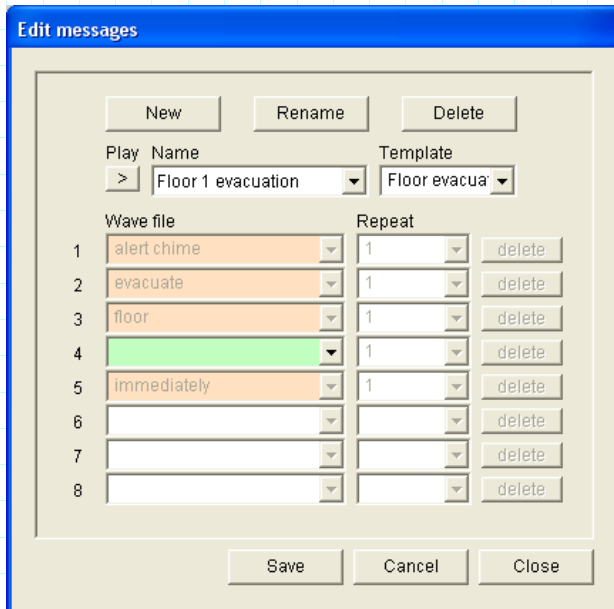 Edit messages
New Rename Delete
Play Name Template
> Floor 1 evacuation Floor evacua
Wave file Repeat
1 alert chime 1 delete
2 evacuate 1 delete
3 floor 1 delete
4 1 delete
5 immediately 1 delete
6 delete
7 delete
8 delete
Save Cancel Close